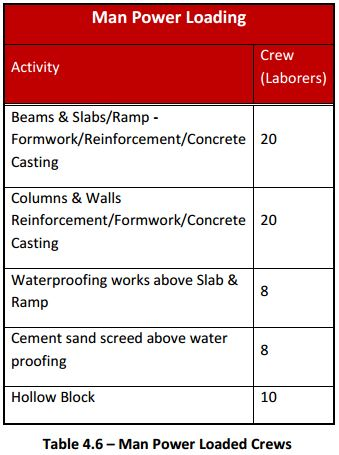 Man Power Loading
Activity
Crew
(Laborers)
Beams & Slabs/Ramp -
Formwork/Reinforcement/Concrete
Casting
20
Columns & Walls
Reinforcement/Formwork/Concrete
Casting
20
Waterproofing works above Slab &
Ramp
8
Cement sand screed above water
proofing
8
Hollow Block
10
Table 4.6 – Man Power Loaded Crews